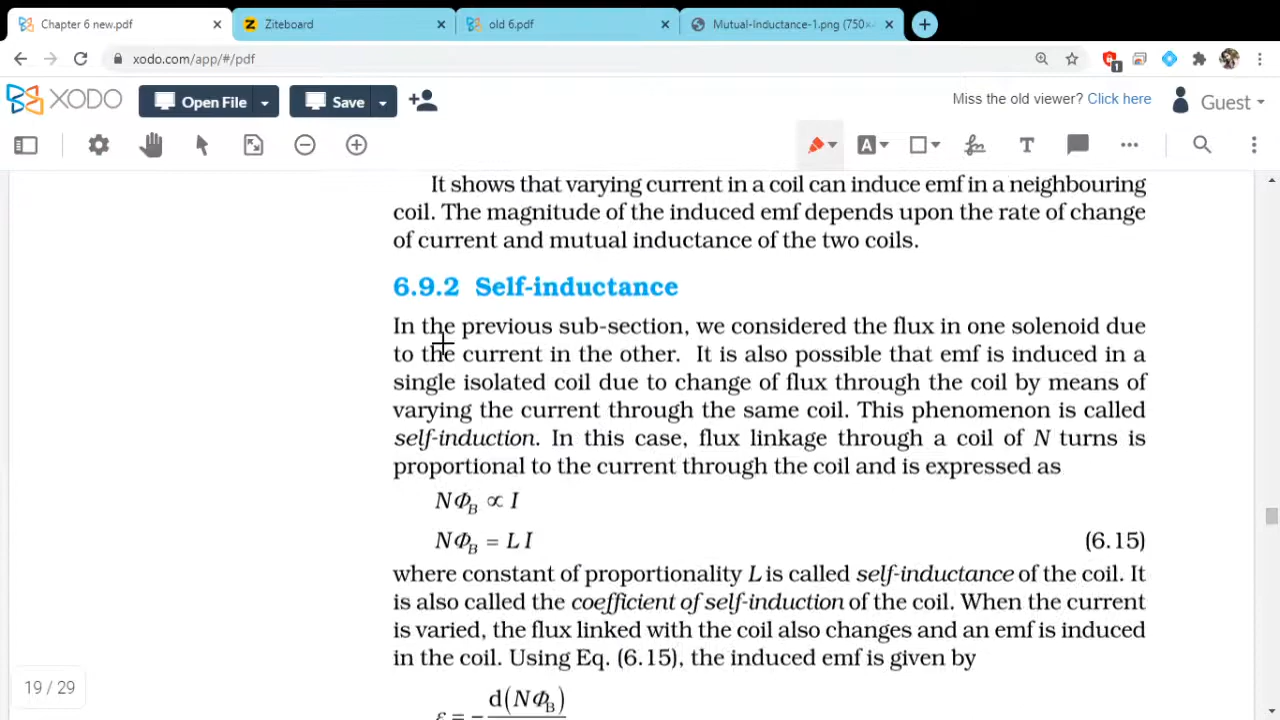 Chapter 6 new.pdf
Ziteboard
old 6.pdf
Mutual-Inductance-1.png (750×
xodo.com/app/#/pdf
1
XODO
Open File
Save
Miss the old viewer? Click here
Guest
A
T
It shows that varying current in a coil can induce emf in a neighbouring
coil. The magnitude of the induced emf depends upon the rate of change
of current and mutual inductance of the two coils.
6.9.2 Self-inductance
In the previous sub-section, we considered the flux in one solenoid due
to the current in the other. It is also possible that emf is induced in a
single isolated coil due to change of flux through the coil by means of
varying the current through the same coil. This phenomenon is called
self-induction. In this case, flux linkage through a coil of N turns is
proportional to the current through the coil and is expressed as
NΦ_B ∝ I
NΦ_B = L I (6.15)
where constant of proportionality L is called self-inductance of the coil. It
is also called the coefficient of self-induction of the coil. When the current
is varied, the flux linked with the coil also changes and an emf is induced
in the coil. Using Eq. (6.15), the induced emf is given by
d(NΦ_B)
ε = −
19 / 29